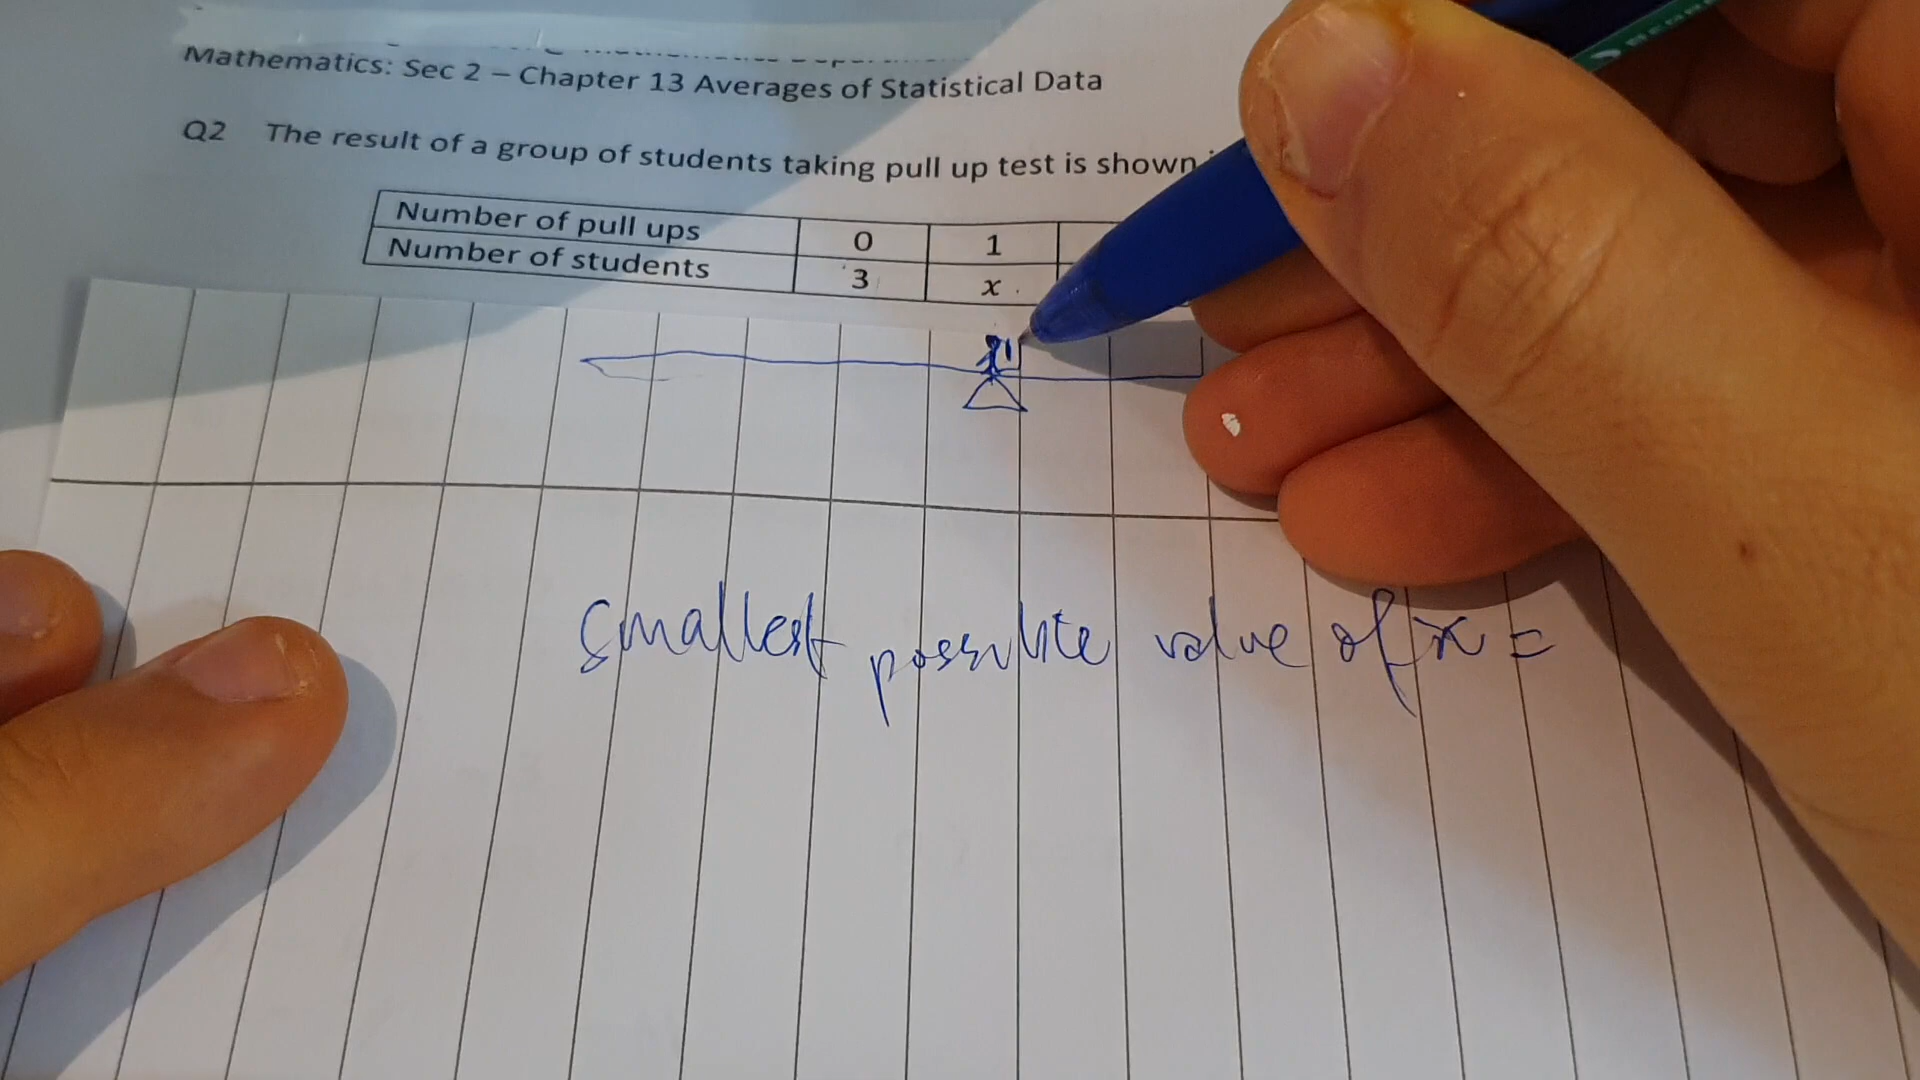 Mathematics: Sec 2 – Chapter 13 Averages of Statistical Data
Q2 The result of a group of students taking pull up test is shown
Number of pull ups 0 1
Number of students 3 x
smallest possible value of x =